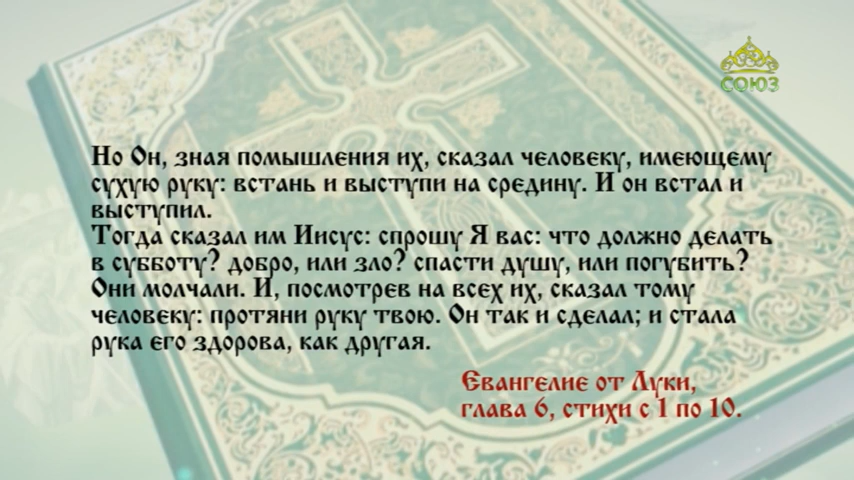 СОЮЗ
Но Он, зная помышления их, сказал человеку, имеющему
сухую руку: встань и выступи на средину. И он встал и
выступил.
Тогда сказал им Иисус: спрошу Я вас: что должно делать
в субботу? добро, или зло? спасти душу, или погубить?
Они молчали. И, посмотрев на всех их, сказал тому
человеку: протяни руку твою. Он так и сделал; и стала
рука его здорова, как другая.
Евангелие от Луки,
глава 6, стихи с 1 по 10.